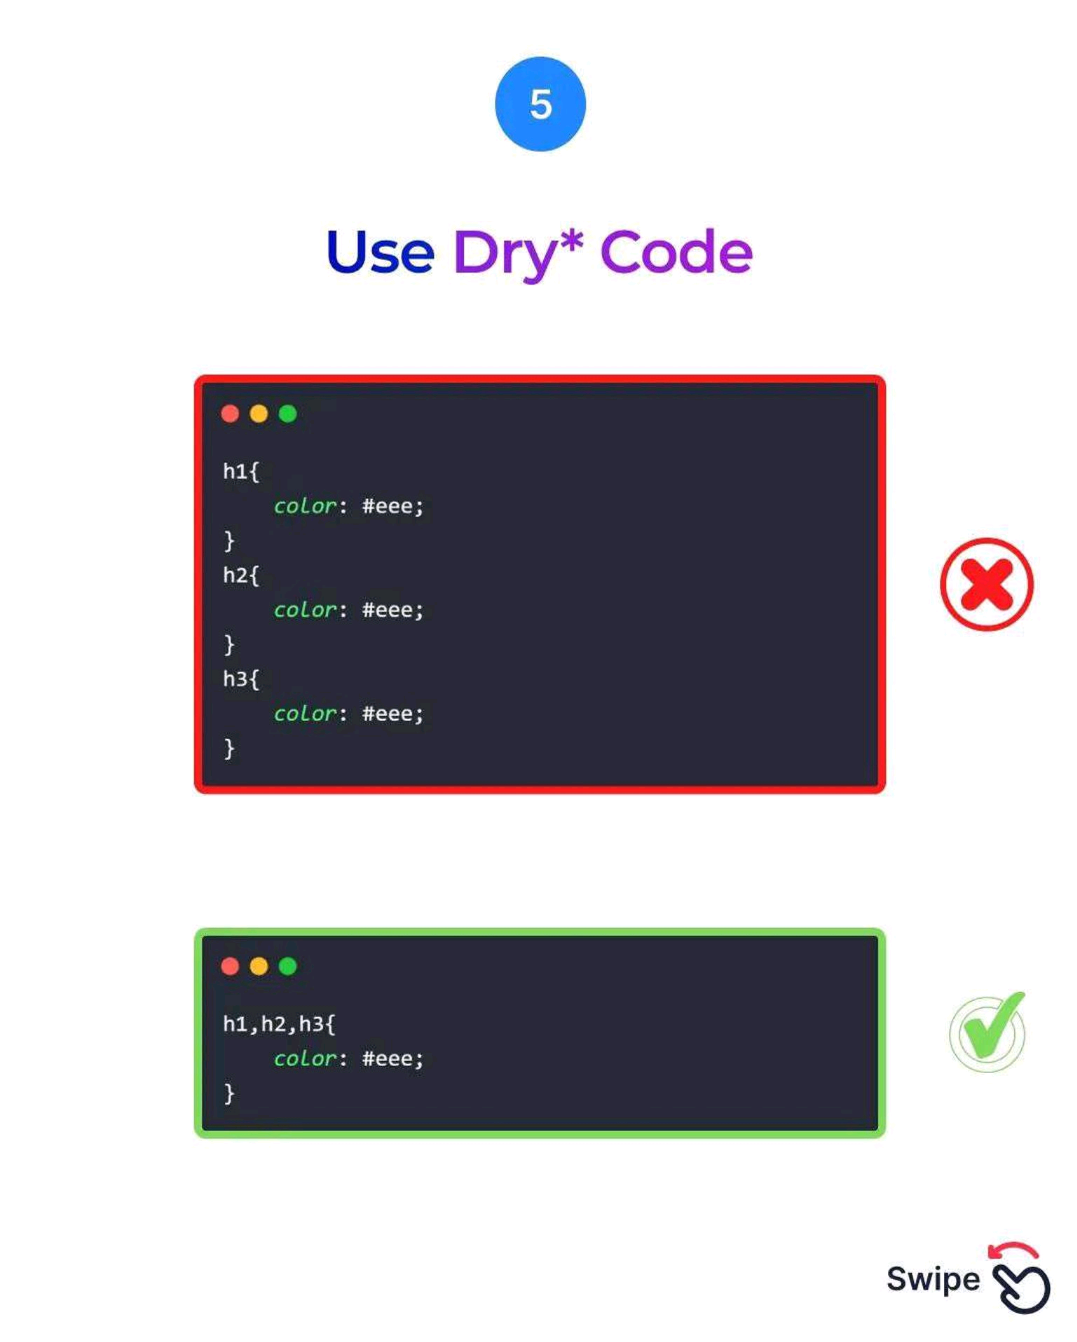 5
Use Dry* Code
h1{
    color: #eee;
}
h2{
    color: #eee;
}
h3{
    color: #eee;
}
h1,h2,h3{
    color: #eee;
}
Swipe